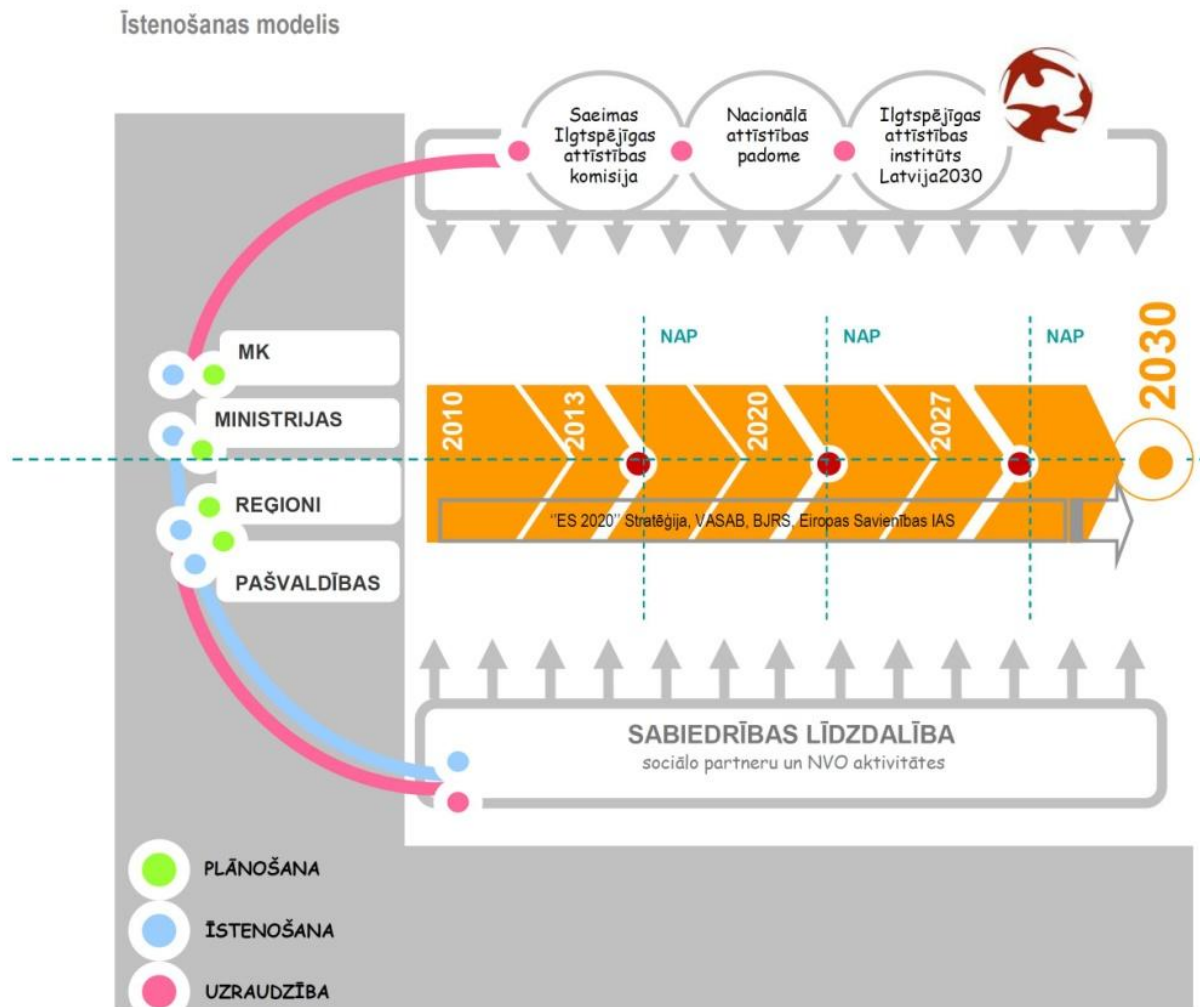 Īstenošanas modelis
Saeimas
Ilgtspējīgas
attīstības
komisija
Nacionālā
attīstības
padome
Ilgtspējīgas
attīstības
institūts
Latvija2030
MK
MINISTRIJAS
REĢIONI
PAŠVALDĪBAS
NAP
NAP
NAP
2010
2013
2020
2027
2030
"ES 2020" Stratēģija, VASAB, BJRS, Eiropas Savienības IAS
SABIEDRĪBAS LĪDZDALĪBA
sociālo partneru un NVO aktivitātes
PLĀNOŠANA
ĪSTENOŠANA
UZRAUDZĪBA